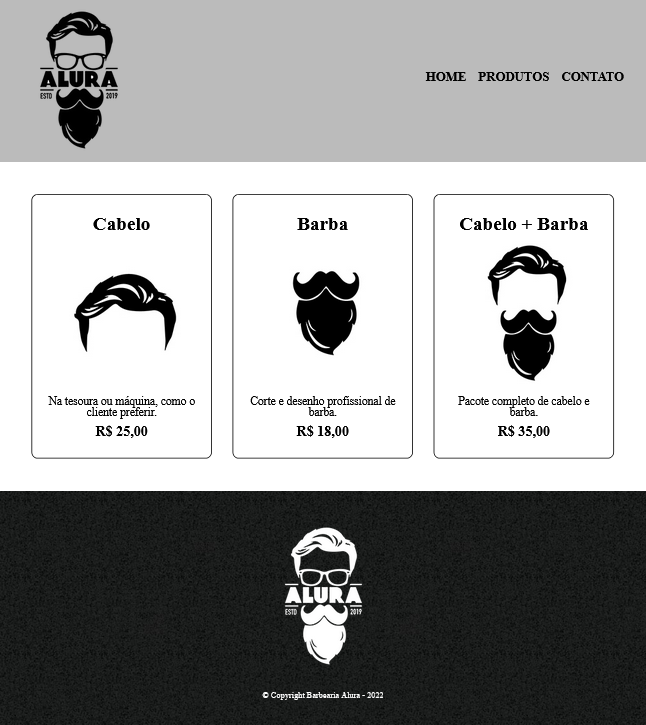 ALURA
ESTD 2019
HOME PRODUTOS CONTATO
Cabelo
Na tesoura ou máquina, como o
cliente preferir.
R$ 25,00
Barba
Corte e desenho profissional de
barba.
R$ 18,00
Cabelo + Barba
Pacote completo de cabelo e
barba.
R$ 35,00
ALURA
ESTD 2019
© Copyright Barbearia Alura - 2022